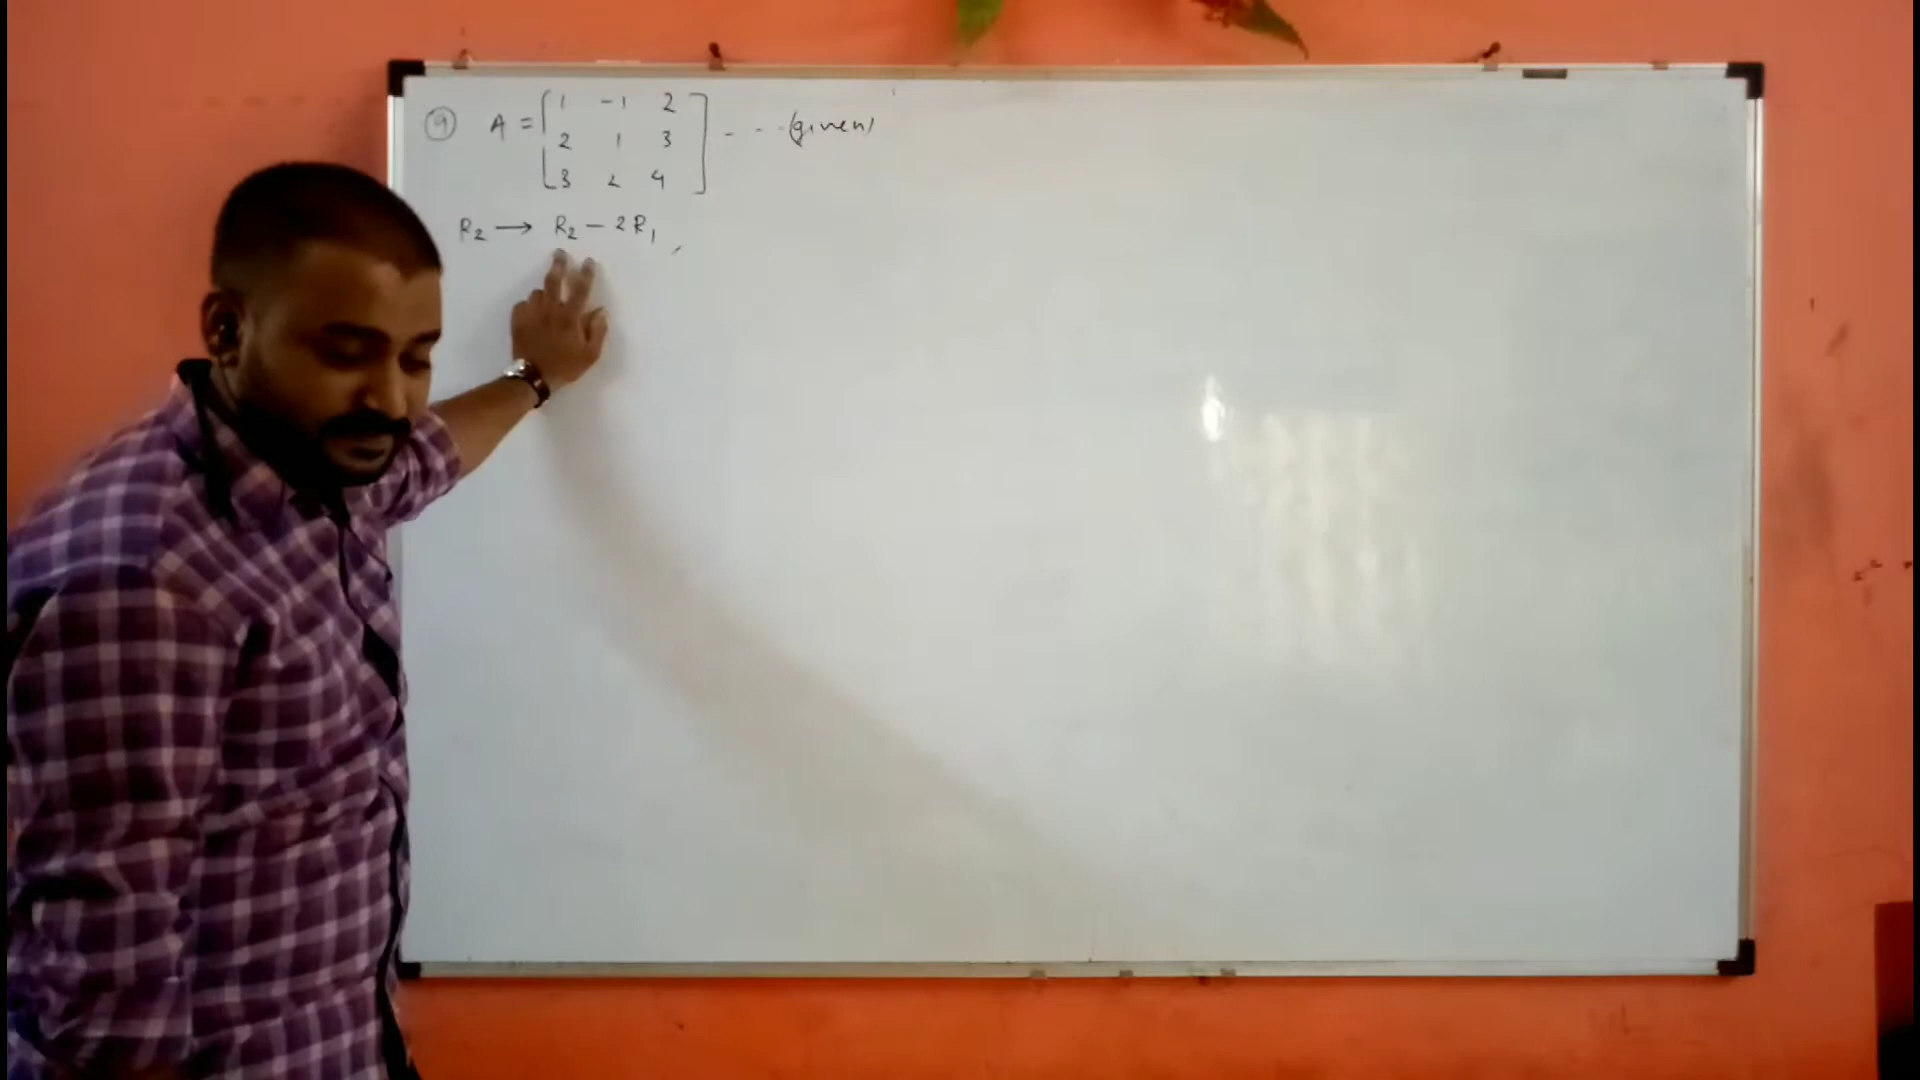 9 A = [ 1 -1 2
2 1 3
3 2 4 ] - - - (given)
R₂ → R₂ - 2R₁ ,